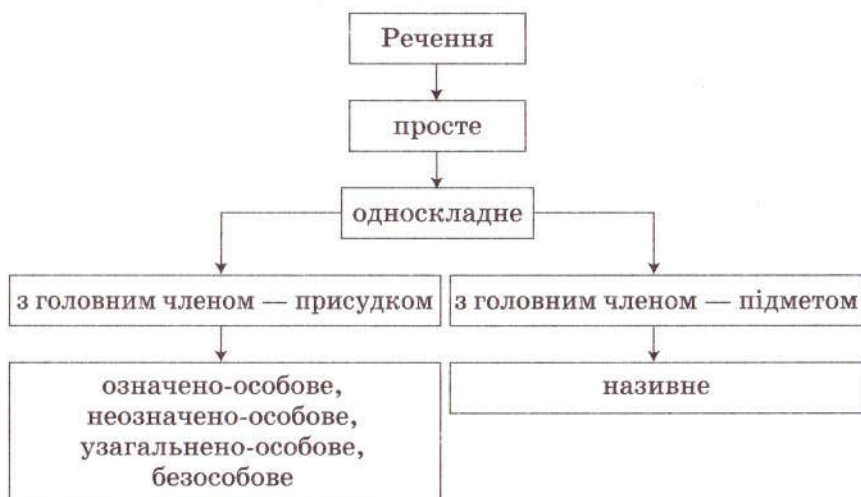 Речення
просте
односкладне
з головним членом — присудком
з головним членом — підметом
означено-особове,
неозначено-особове,
узагальнено-особове,
безособове
називне